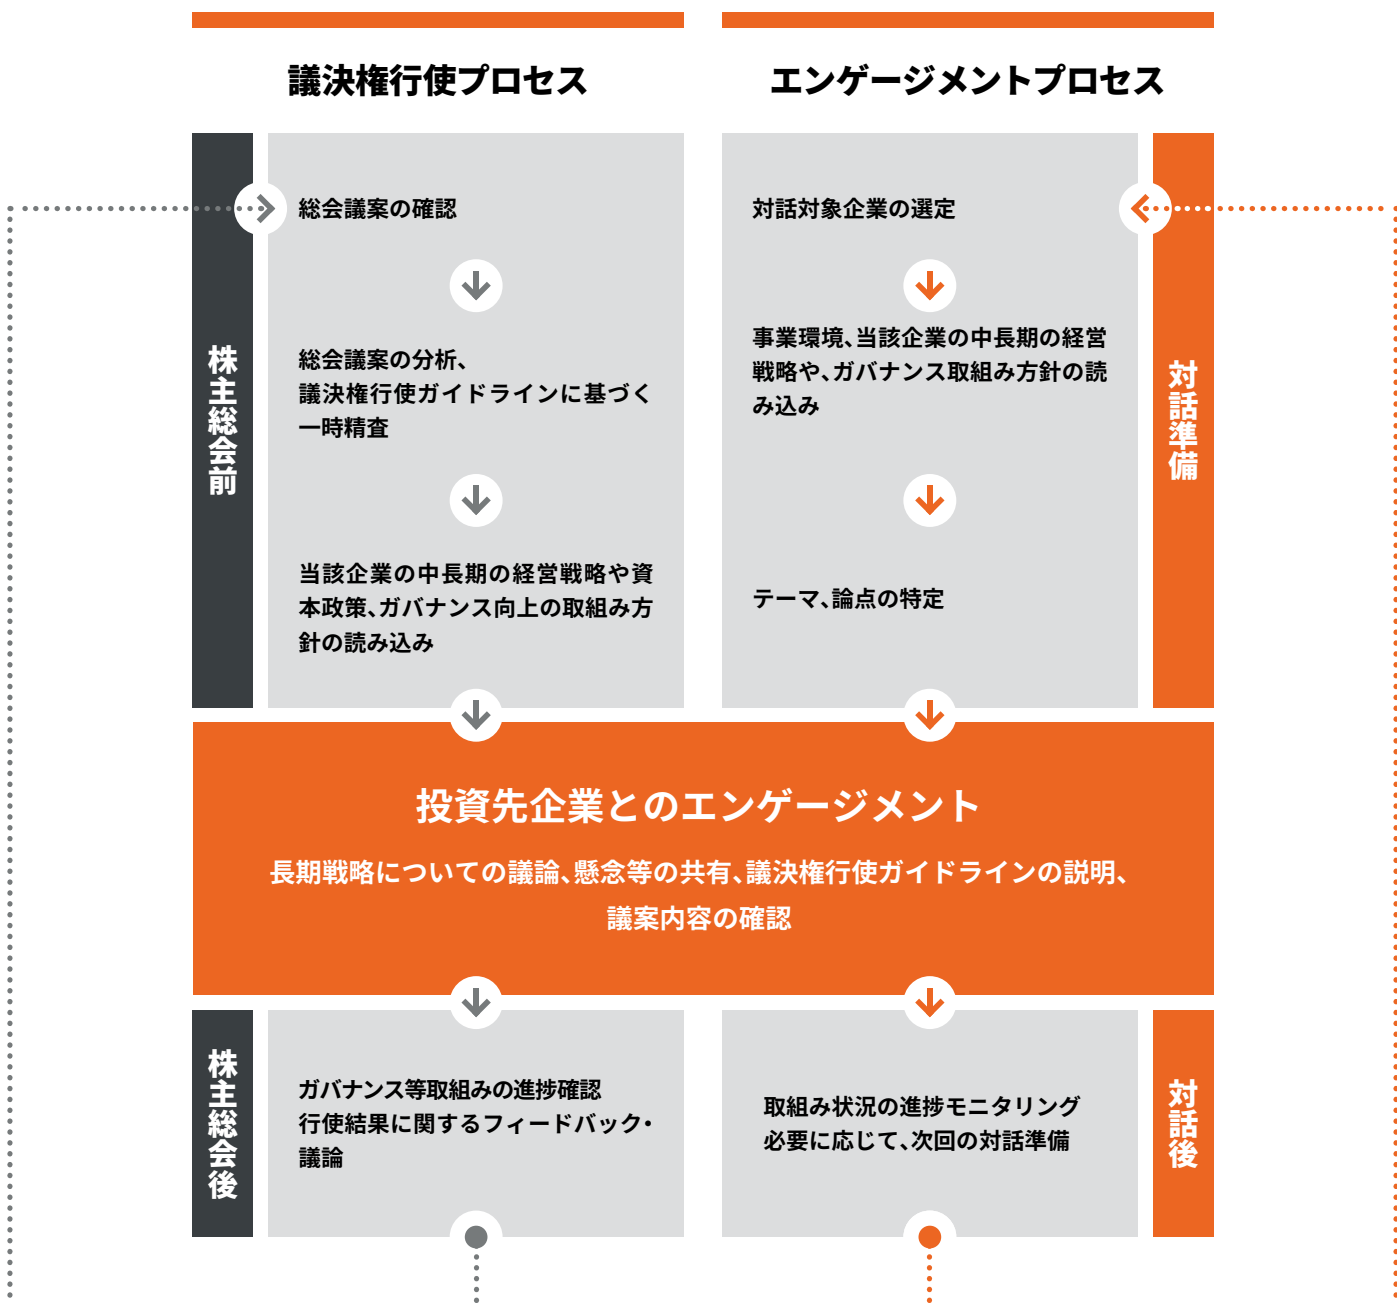 議決権行使プロセス
株主総会前
総会議案の確認
総会議案の分析、
議決権行使ガイドラインに基づく
一時精査
当該企業の中長期の経営戦略や資
本政策、ガバナンス向上の取組み方
針の読み込み
エンゲージメントプロセス
対話対象企業の選定
事業環境、当該企業の中長期の経営
戦略や、ガバナンス取組み方針の読
み込み
テーマ、論点の特定
対話準備
投資先企業とのエンゲージメント
長期戦略についての議論、懸念等の共有、議決権行使ガイドラインの説明、
議案内容の確認
株主総会後
ガバナンス等取組みの進捗確認
行使結果に関するフィードバック・
議論
取組み状況の進捗モニタリング
必要に応じて、次回の対話準備
対話後